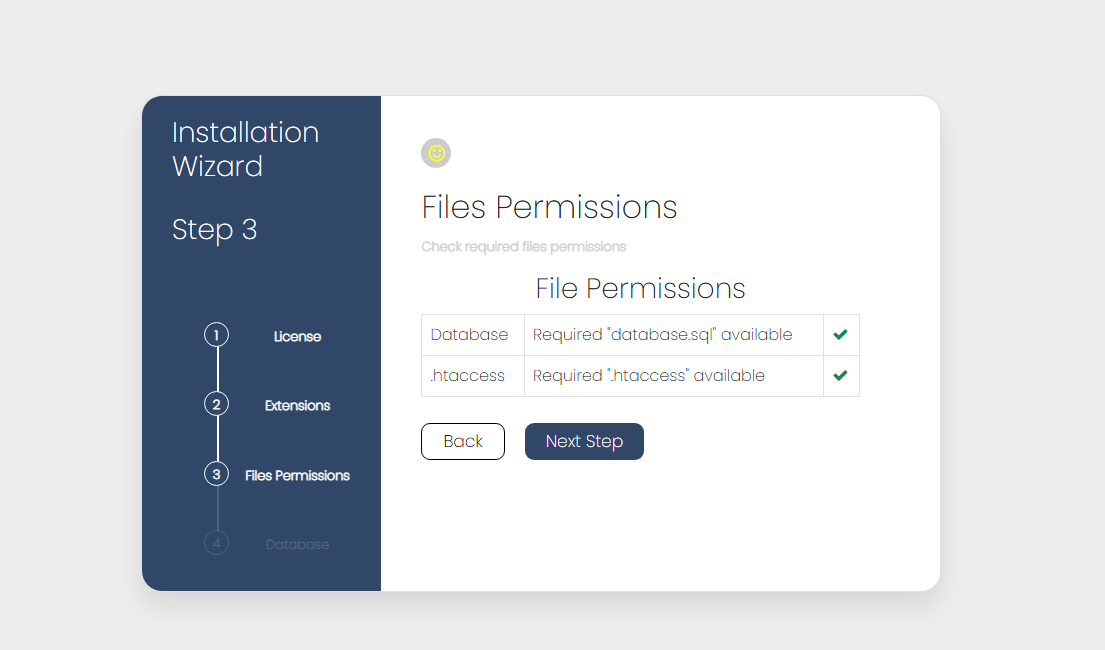 Installation
Wizard
Step 3
1 License
2 Extensions
3 Files Permissions
4 Database
Files Permissions
Check required files permissions
File Permissions
Database Required "database.sql" available
.htaccess Required ".htaccess" available
Back Next Step